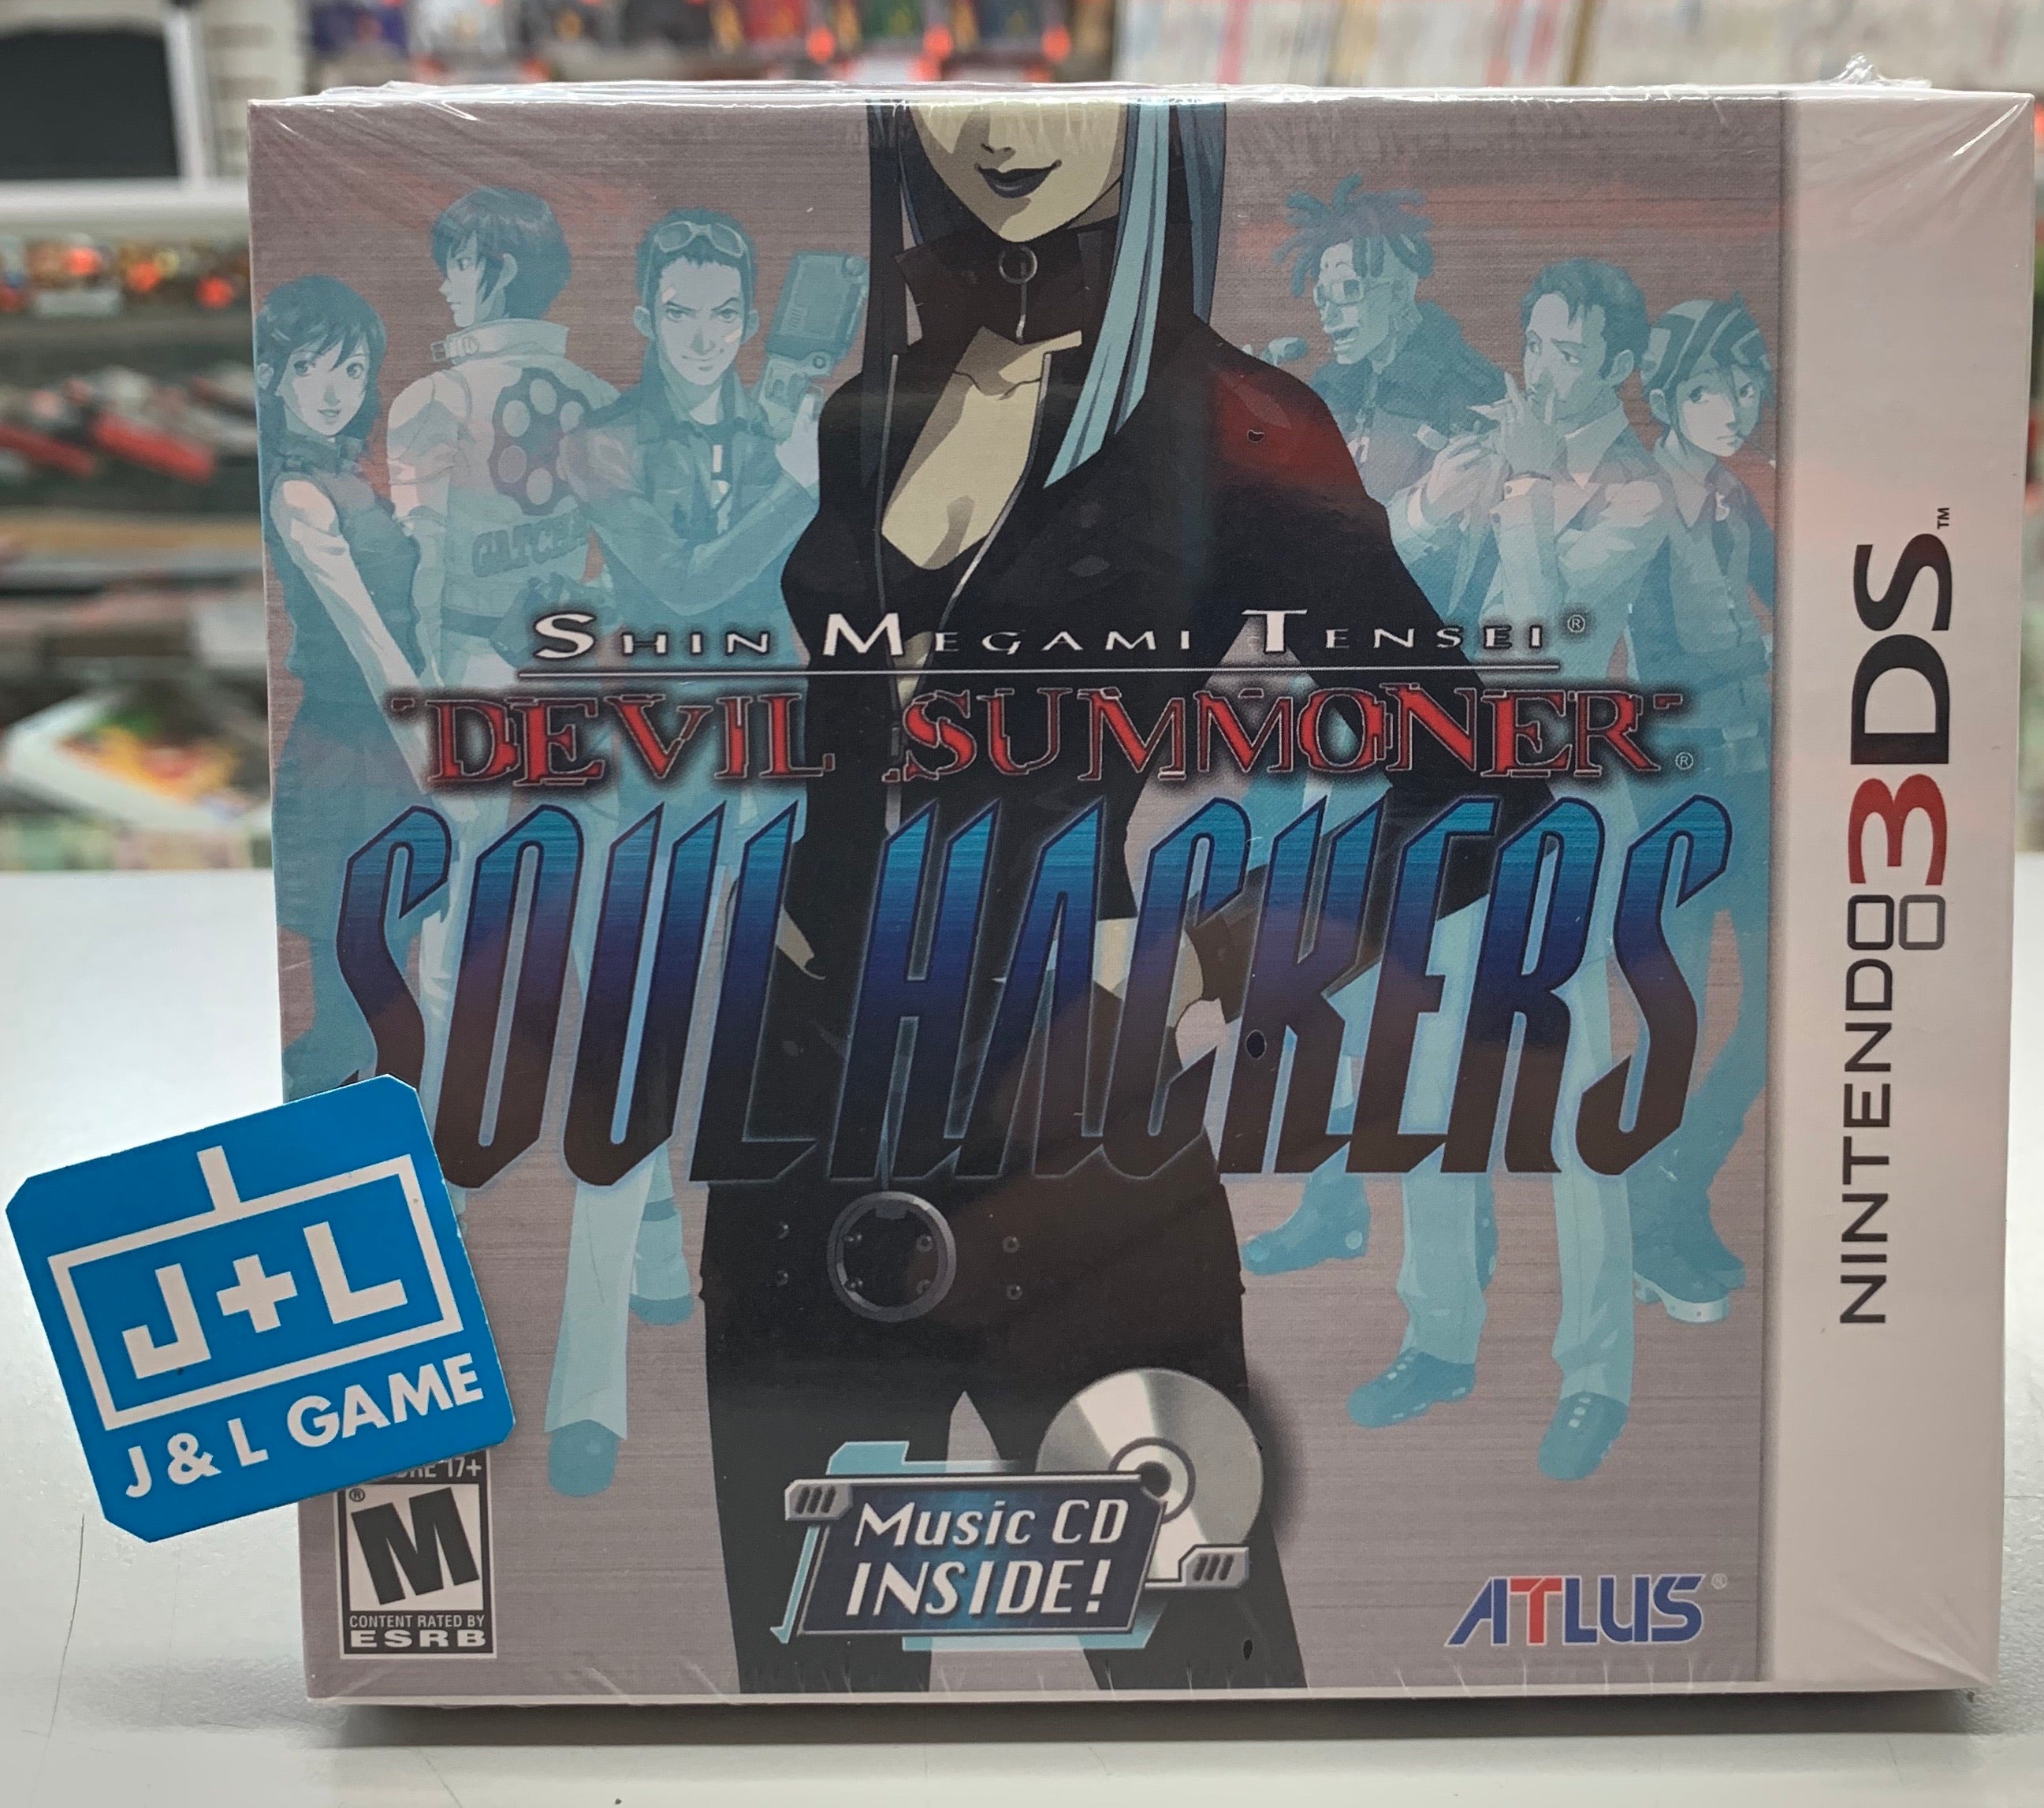 SHIN MEGAMI TENSEI®
DEVIL SUMMONER®
SOUL HACKERS
NINTENDO 3DS™
J+L
J & L GAME
17+
M®
CONTENT RATED BY
ESRB
Music CD
INSIDE!
ATLUS®